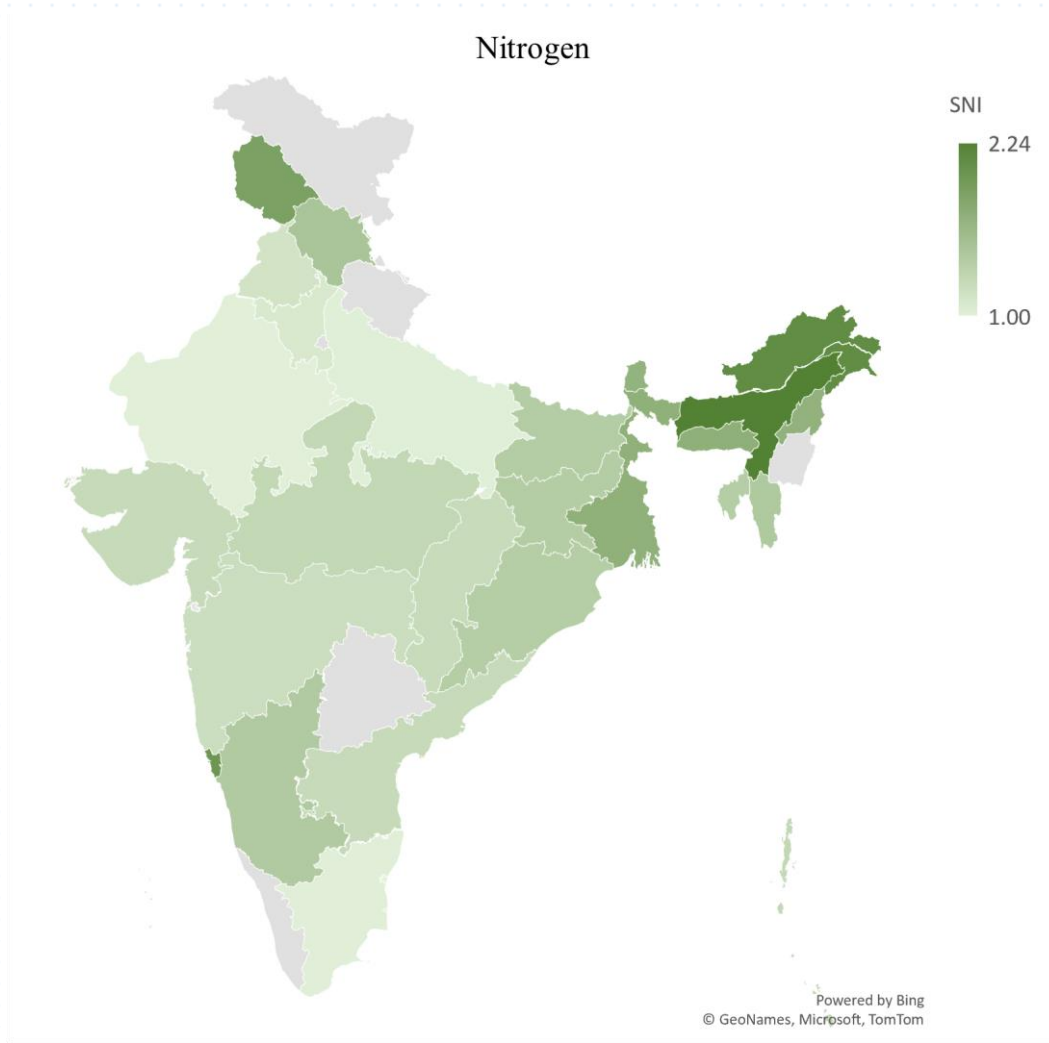 Nitrogen
SNI
2.24
1.00
Powered by Bing
© GeoNames, Microsoft, TomTom